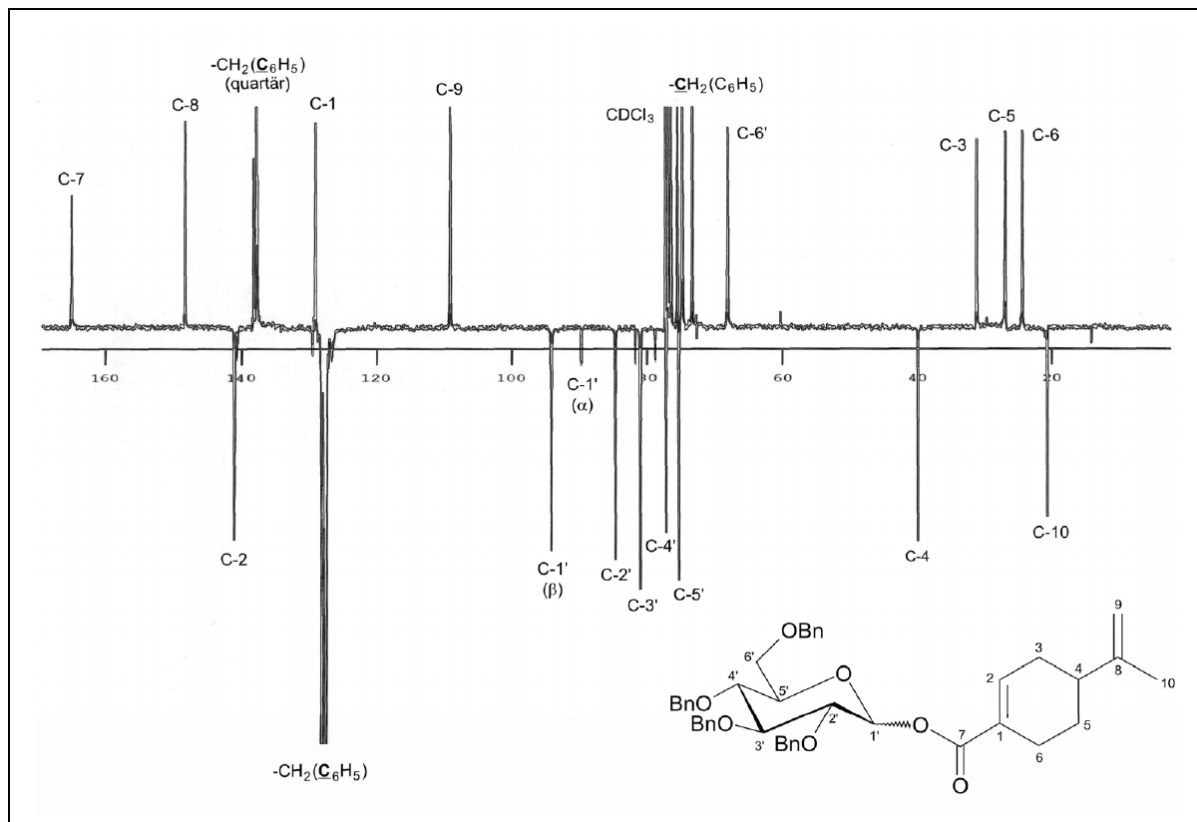 -CH₂(C₆H₅)
(quartär)
C-8
C-1
C-9
C-7
CDCl₃
-CH₂(C₆H₅)
C-6'
C-3
C-5
C-6
160
140
120
100
80
60
40
20
C-1'
(α)
C-2
C-1'
(β)
C-2'
C-3'
C-4'
C-5'
C-4
C-10
-CH₂(C₆H₅)
OBn
6'
4'
BnO
BnO
3'
5'
O
2'
BnO
1'
O
7
O
1
2
3
4
5
6
8
9
10